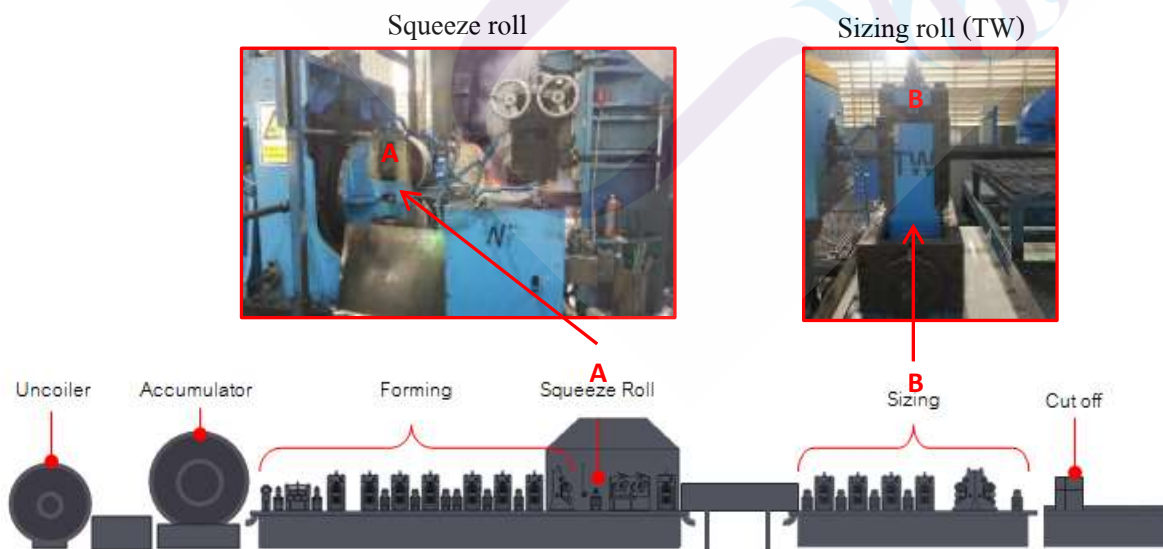 Squeeze roll
Sizing roll (TW)
A
B
TW
A
B
Uncoiler
Accumulator
Forming
Squeeze Roll
Sizing
Cut off